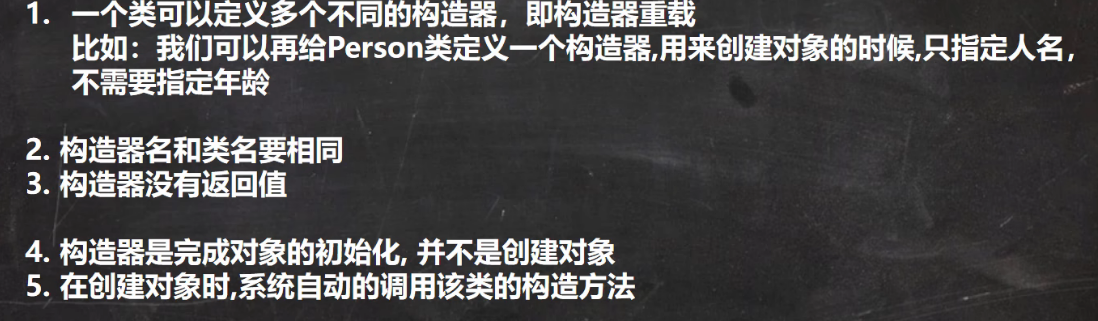 1. 一个类可以定义多个不同的构造器，即构造器重载
比如：我们可以再给Person类定义一个构造器,用来创建对象的时候,只指定人名，
不需要指定年龄
2. 构造器名和类名要相同
3. 构造器没有返回值
4. 构造器是完成对象的初始化, 并不是创建对象
5. 在创建对象时,系统自动的调用该类的构造方法